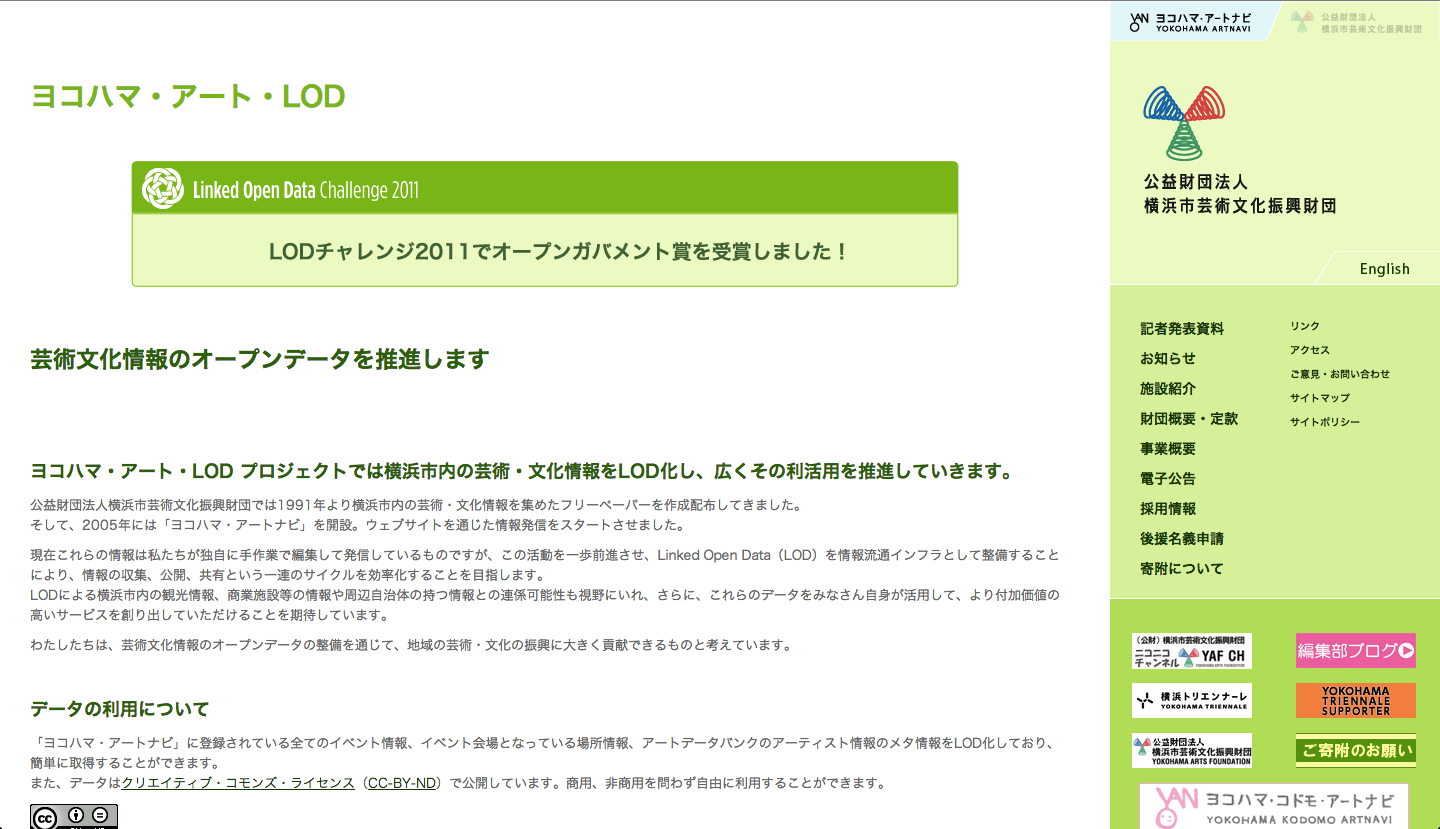 ヨコハマ・アート・LOD
Linked Open Data Challenge 2011
LODチャレンジ2011でオープンガバメント賞を受賞しました！
芸術文化情報のオープンデータを推進します
ヨコハマ・アート・LOD プロジェクトでは横浜市内の芸術・文化情報をLOD化し、広くその利活用を推進していきます。
公益財団法人横浜市芸術文化振興財団では1991年より横浜市内の芸術・文化情報を集めたフリーペーパーを作成配布してきました。
そして、2005年には「ヨコハマ・アートナビ」を開設。ウェブサイトを通じた情報発信をスタートさせました。
現在これらの情報は私たちが独自に手作業で編集して発信しているものですが、この活動を一歩前進させ、Linked Open Data（LOD）を情報流通インフラとして整備すること
により、情報の収集、公開、共有という一連のサイクルを効率化することを目指します。
LODによる横浜市内の観光情報、商業施設等の情報や周辺自治体の持つ情報との連係可能性も視野にいれ、さらに、これらのデータをみなさん自身が活用して、より付加価値の
高いサービスを創り出していただけることを期待しています。
わたしたちは、芸術文化情報のオープンデータの整備を通じて、地域の芸術・文化の振興に大きく貢献できるものと考えています。
データの利用について
「ヨコハマ・アートナビ」に登録されている全てのイベント情報、イベント会場となっている場所情報、アートデータバンクのアーティスト情報のメタ情報をLOD化しており、
簡単に取得することができます。
また、データはクリエイティブ・コモンズ・ライセンス（CC-BY-ND）で公開しています。商用、非商用を問わず自由に利用することができます。
cc
YAN ヨコハマ・アートナビ
YOKOHAMA ARTNAVI
公益財団法人
横浜市芸術文化振興財団
公益財団法人
横浜市芸術文化振興財団
English
記者発表資料
お知らせ
施設紹介
財団概要・定款
事業概要
電子公告
採用情報
後援名義申請
寄附について
リンク
アクセス
ご意見・お問い合わせ
サイトマップ
サイトポリシー
（公財）横浜市芸術文化振興財団
ニコニコ
チャンネル YAF CH
YOKOHAMA ARTS FOUNDATION
編集部ブログ
横浜トリエンナーレ
YOKOHAMA TRIENNALE
YOKOHAMA
TRIENNALE
SUPPORTER
公益財団法人
横浜市芸術文化振興財団
YOKOHAMA ARTS FOUNDATION
ご寄附のお願い
YAN ヨコハマ・コドモ・アートナビ
YOKOHAMA KODOMO ARTNAVI